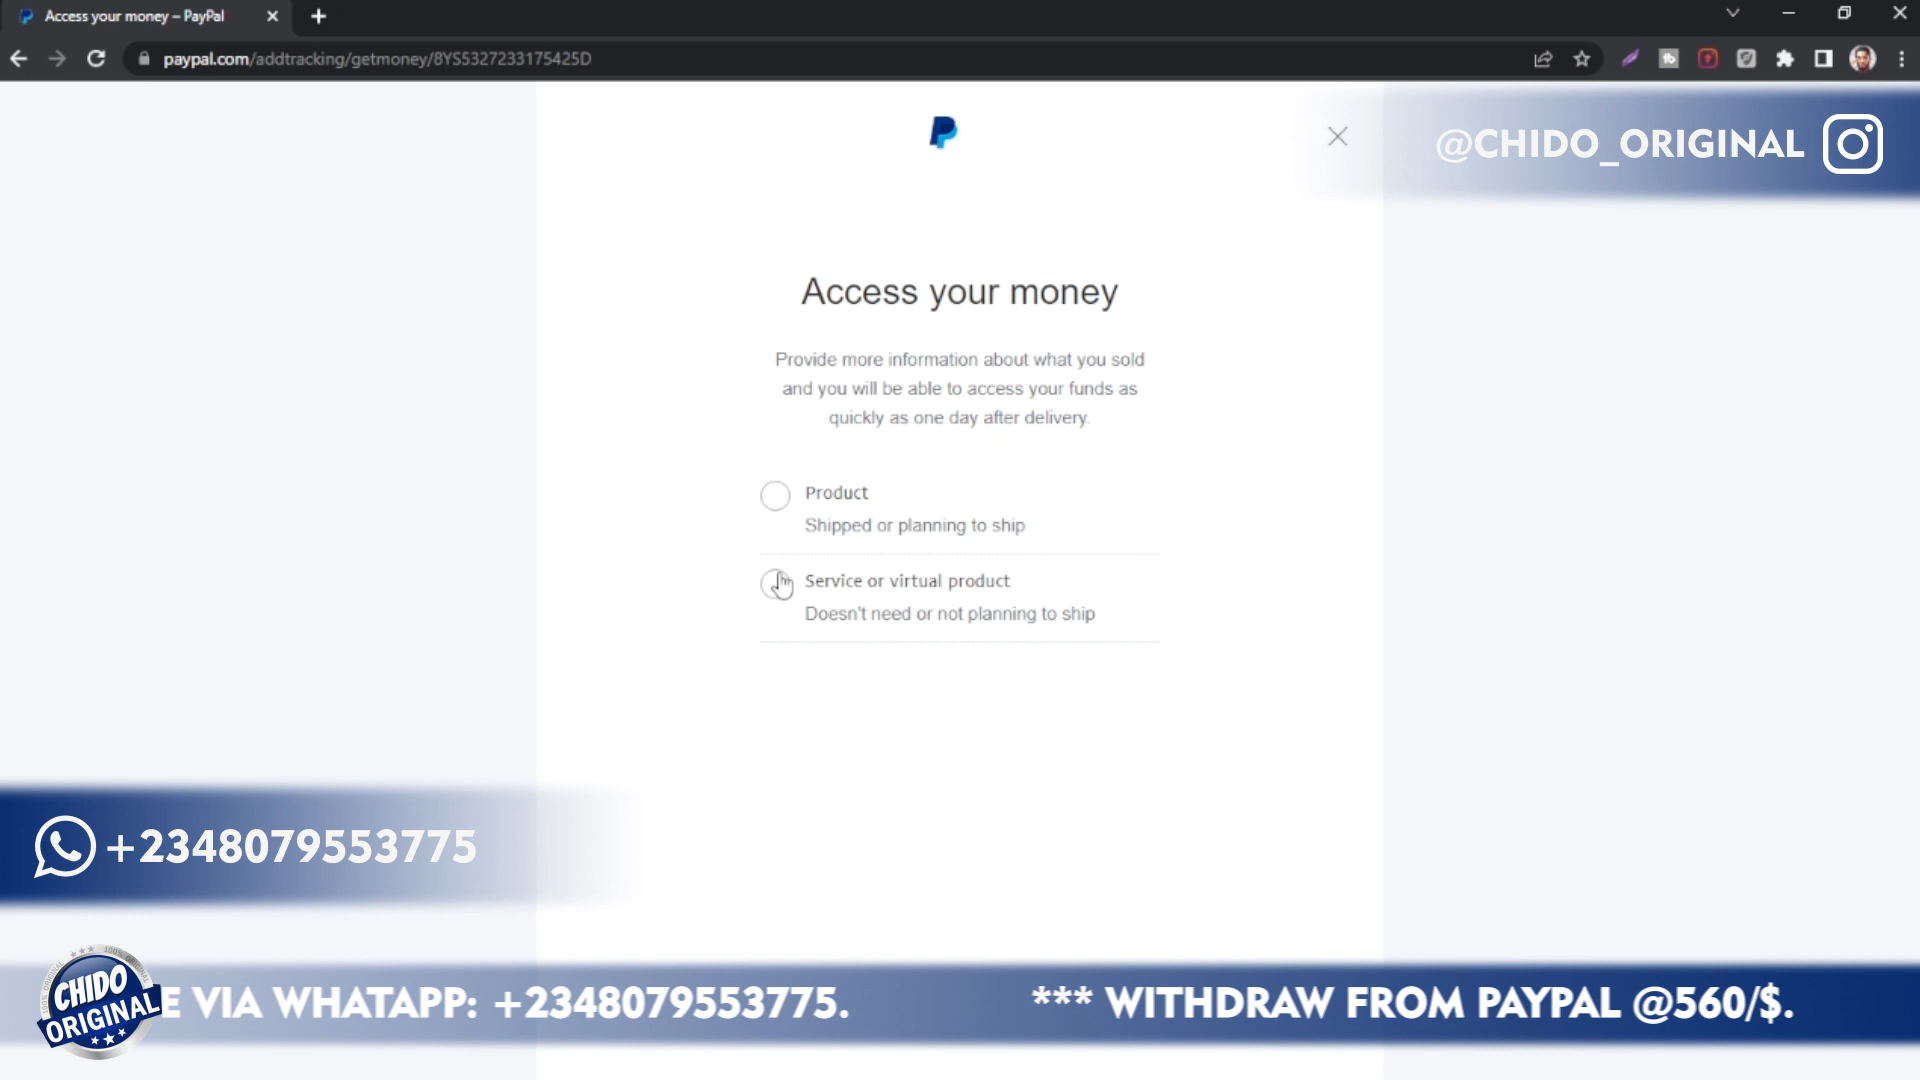 Access your money – PayPal
paypal.com/addtracking/getmoney/8YS5327233175425D
@CHIDO_ORIGINAL
Access your money
Provide more information about what you sold
and you will be able to access your funds as
quickly as one day after delivery.
Product
Shipped or planning to ship
Service or virtual product
Doesn't need or not planning to ship
+2348079553775
CHIDO
ORIGINAL
E VIA WHATAPP: +2348079553775. *** WITHDRAW FROM PAYPAL @560/$.